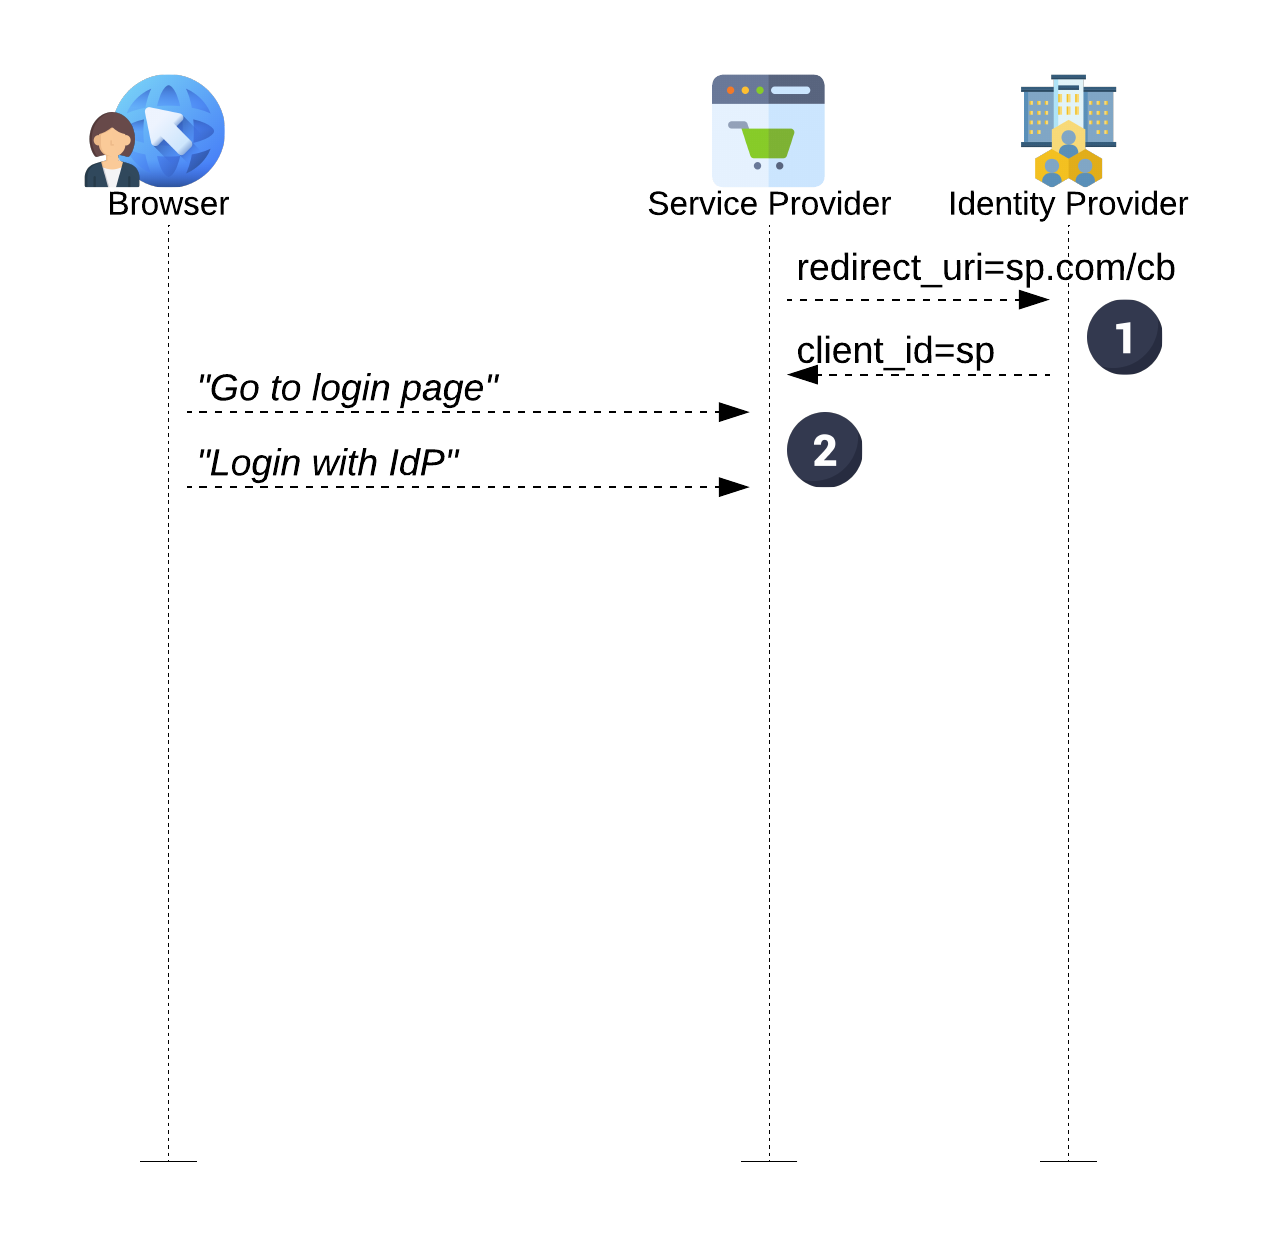 Browser
Service Provider
Identity Provider
redirect_uri=sp.com/cb
1
client_id=sp
"Go to login page"
2
"Login with IdP"